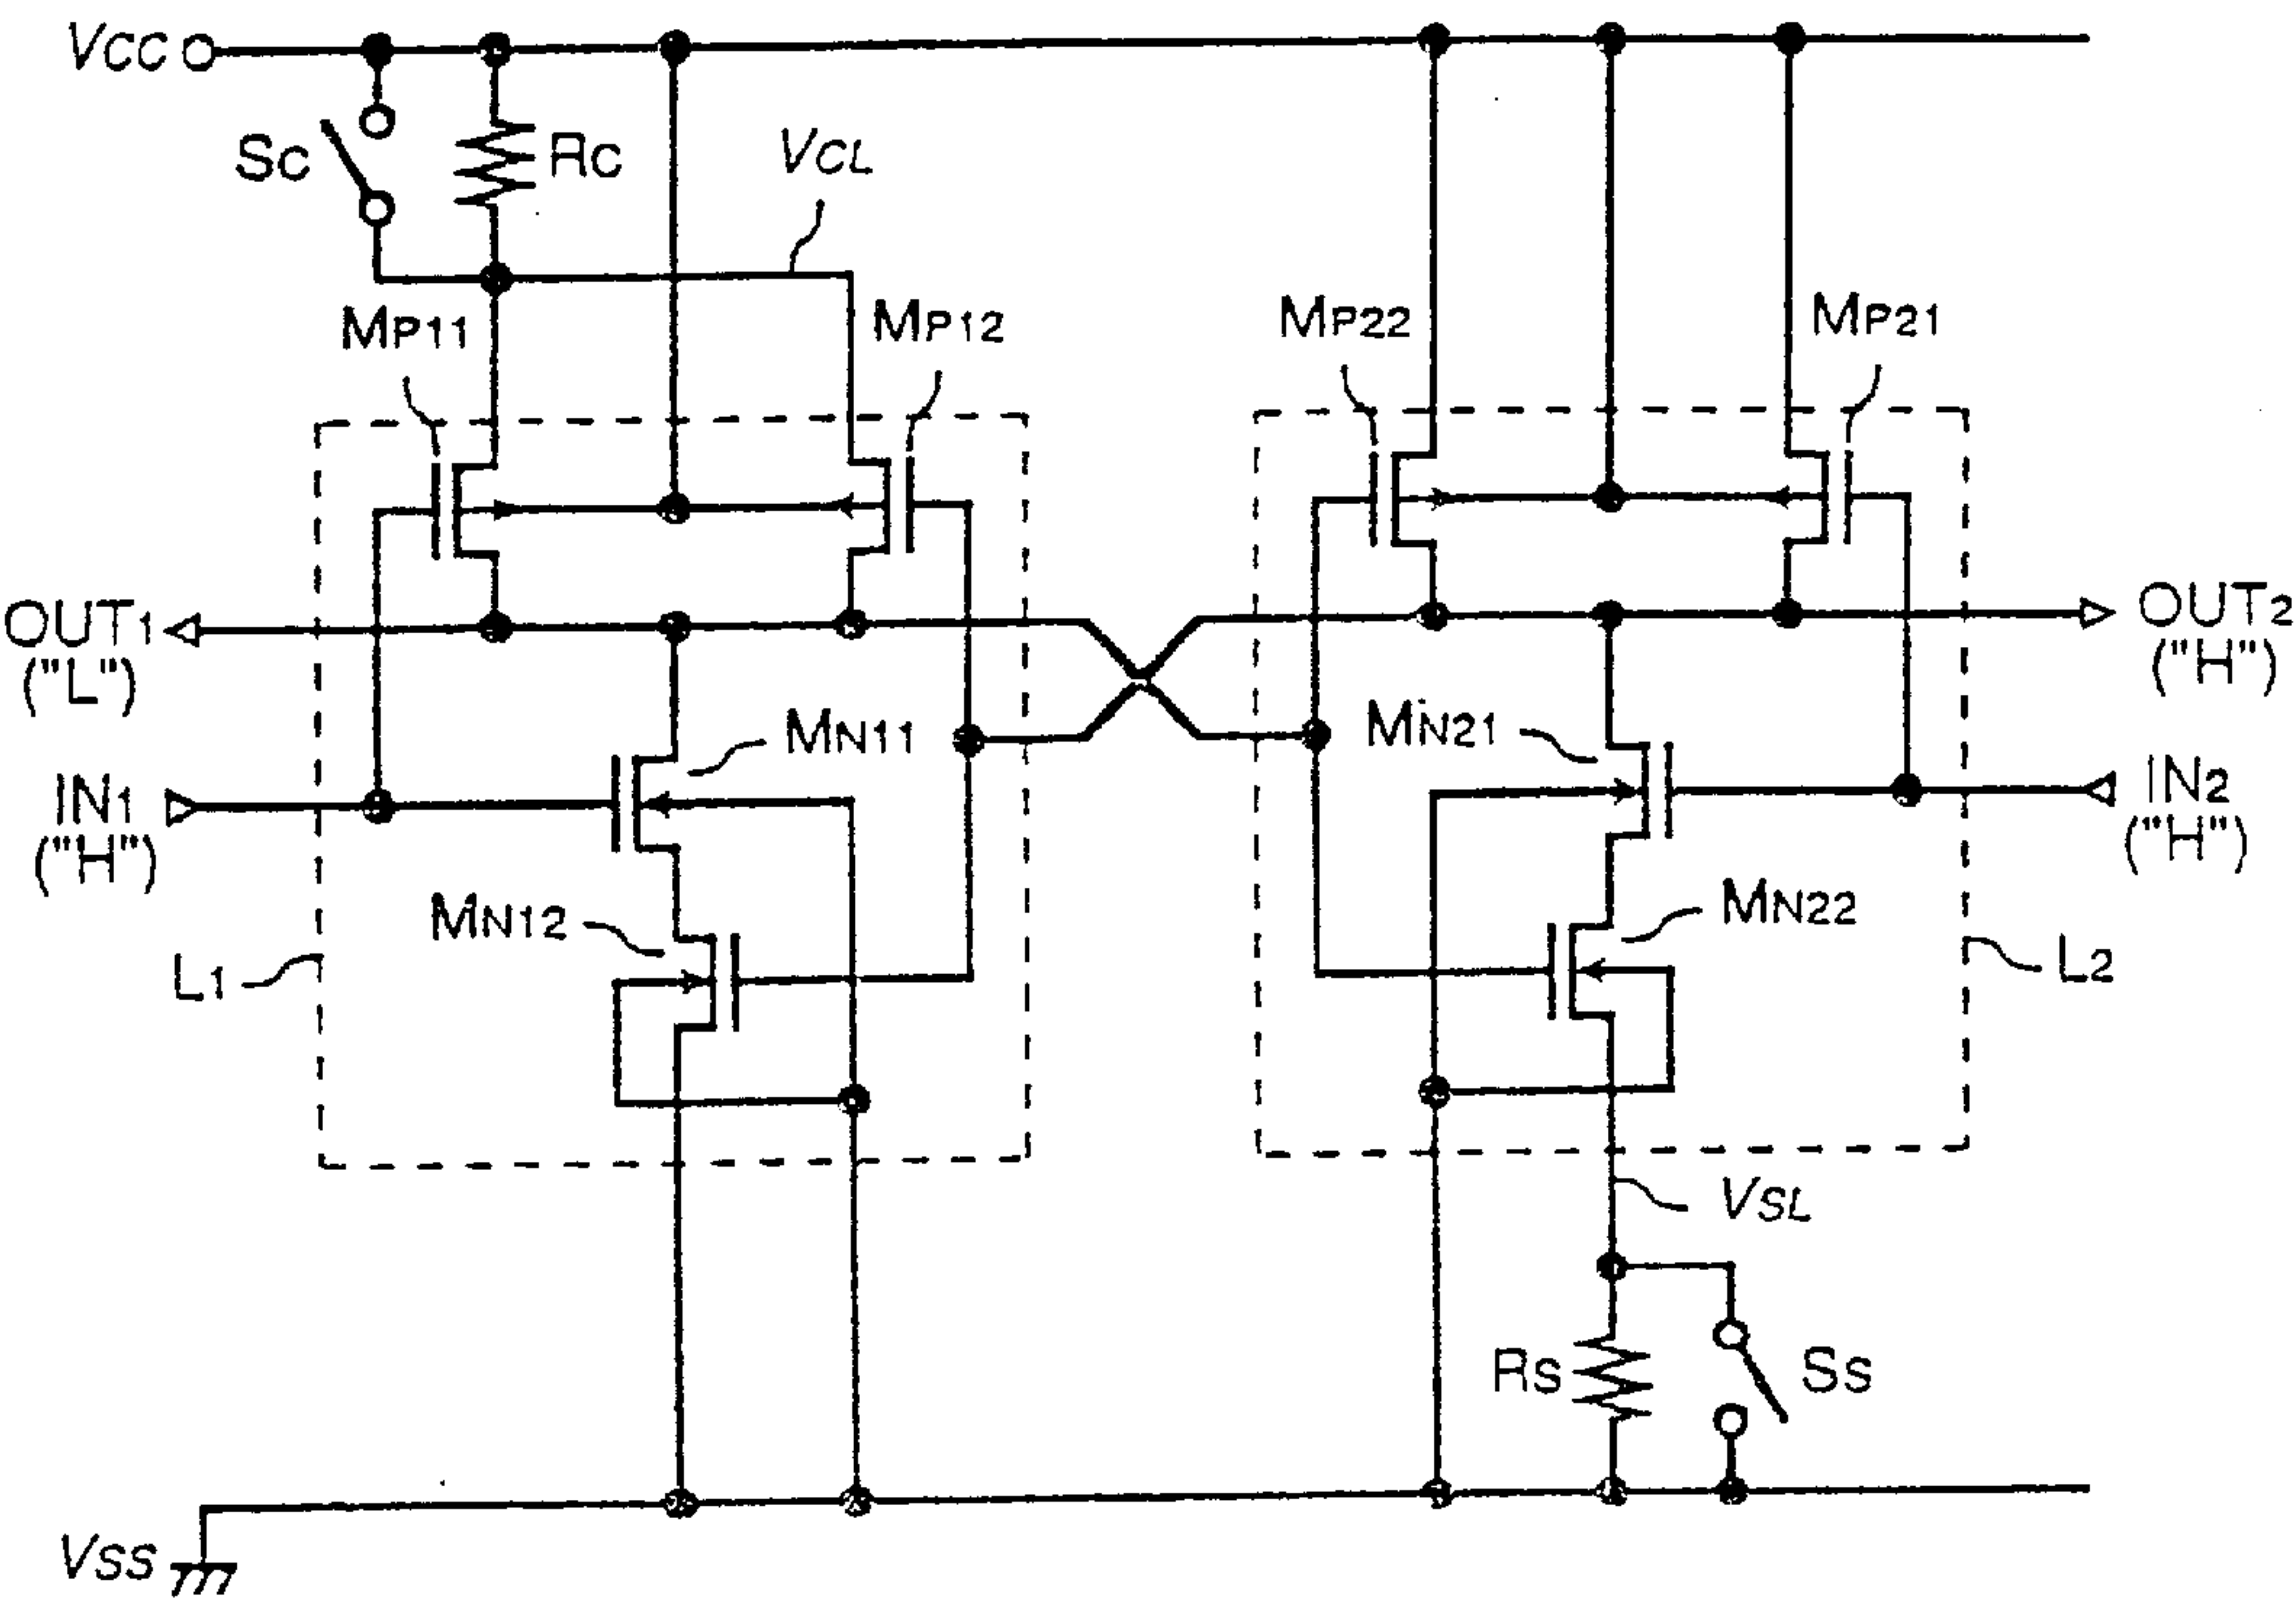 VCC
SC
RC
VCL
MP11
MP12
MP22
MP21
OUT1
("L")
OUT2
("H")
MN11
MN21
IN1
("H")
IN2
("H")
MN12
MN22
L1
L2
VSL
RS
SS
VSS